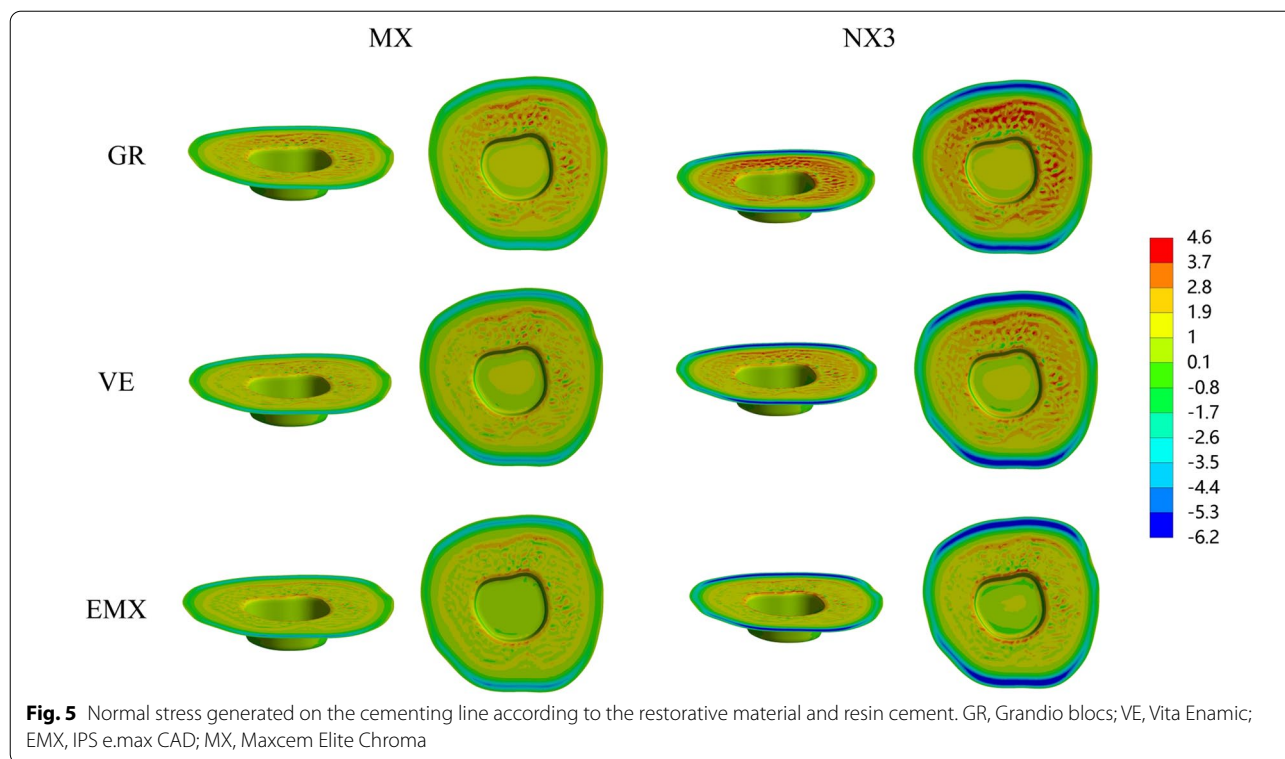 MX NX3
GR
VE
EMX
4.6
3.7
2.8
1.9
1
0.1
-0.8
-1.7
-2.6
-3.5
-4.4
-5.3
-6.2
Fig. 5 Normal stress generated on the cementing line according to the restorative material and resin cement. GR, Grandio blocs; VE, Vita Enamic;
EMX, IPS e.max CAD; MX, Maxcem Elite Chroma